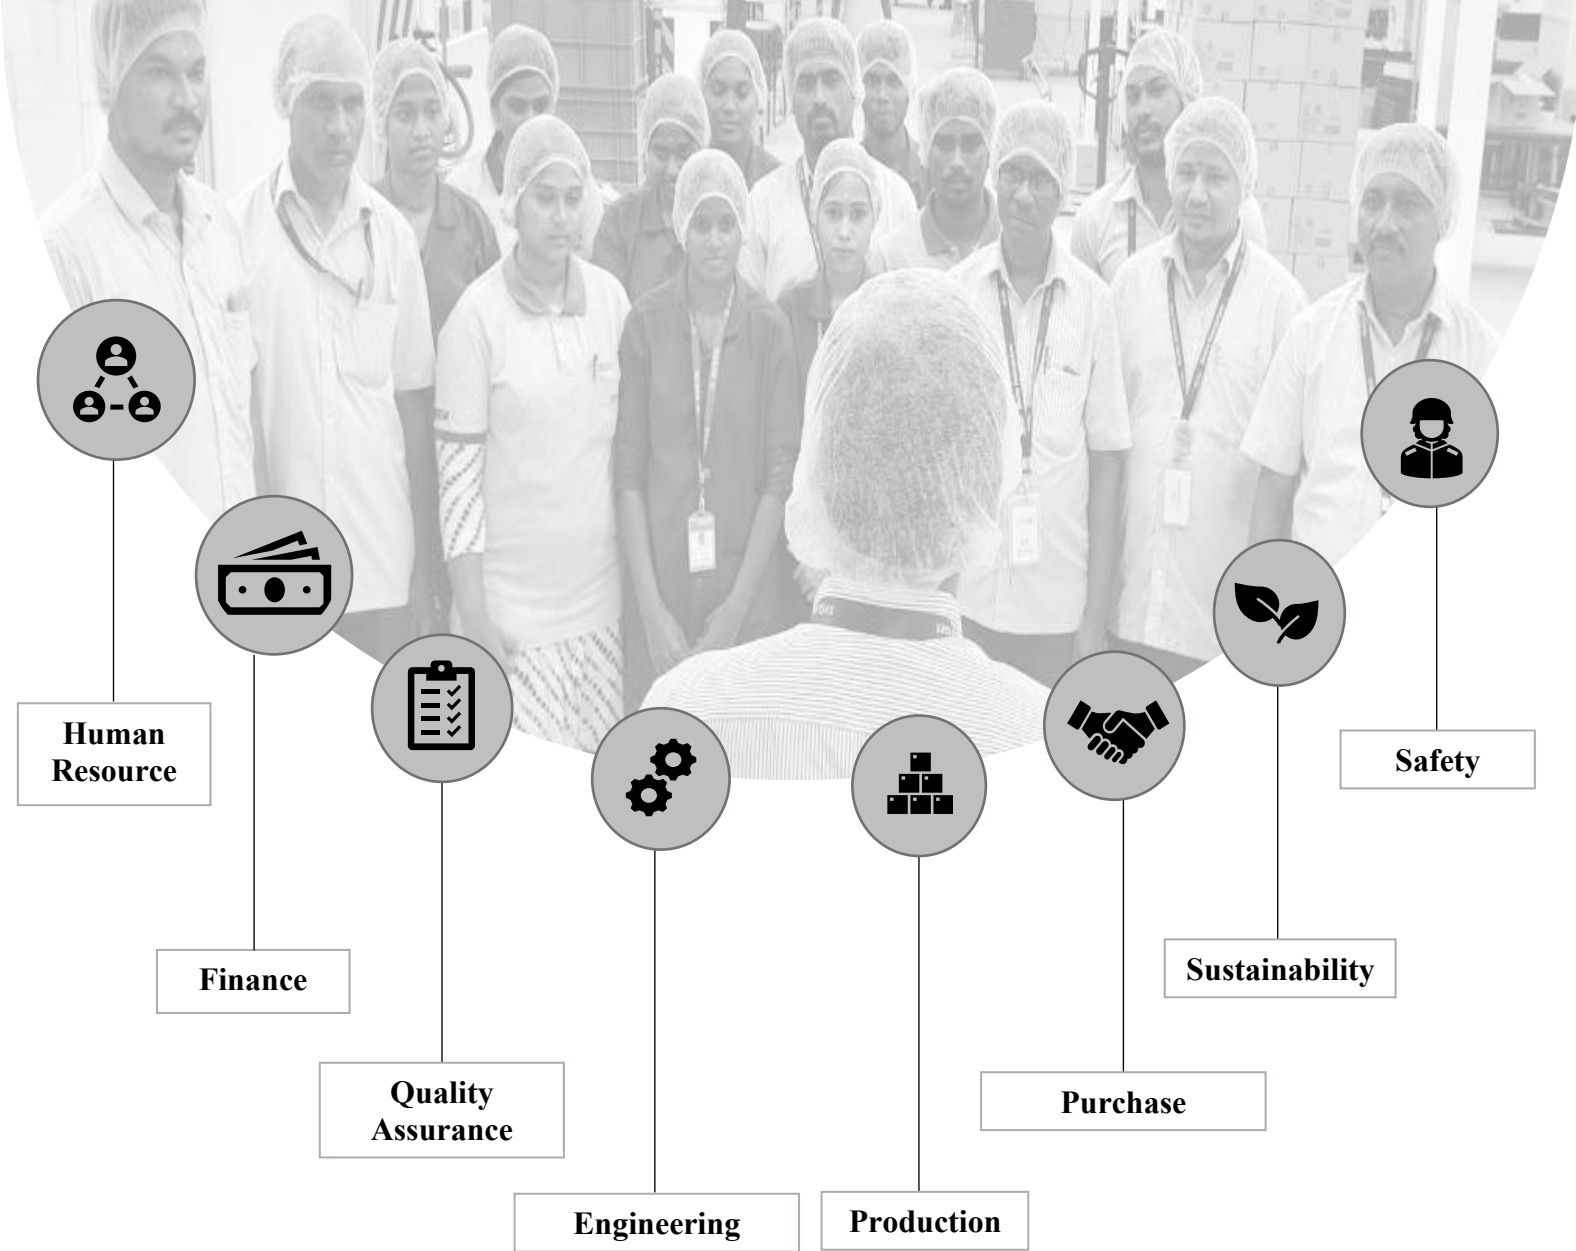 Human
Resource
Finance
Quality
Assurance
Engineering
Production
Purchase
Sustainability
Safety